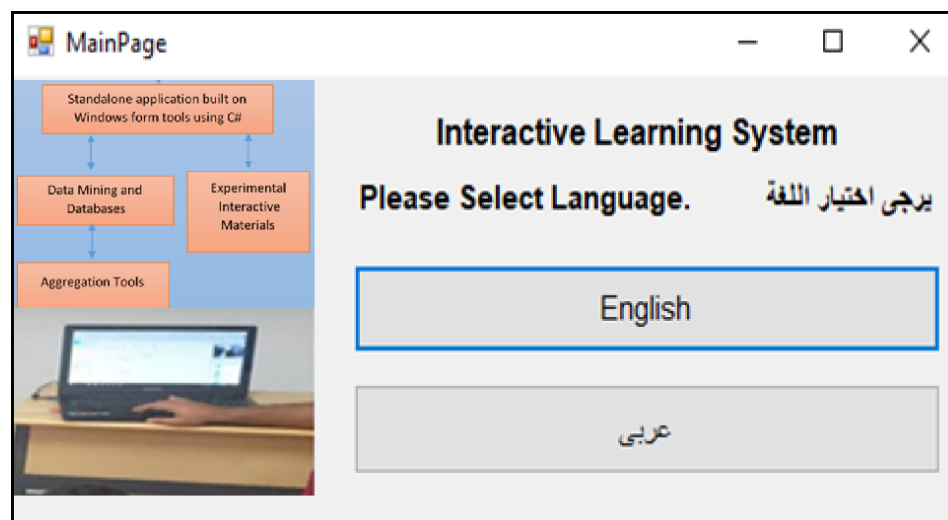 MainPage
Standalone application built on
Windows form tools using C#
Data Mining and
Databases
Experimental
Interactive
Materials
Aggregation Tools
Interactive Learning System
Please Select Language.
يرجى اختيار اللغة
English
عربى